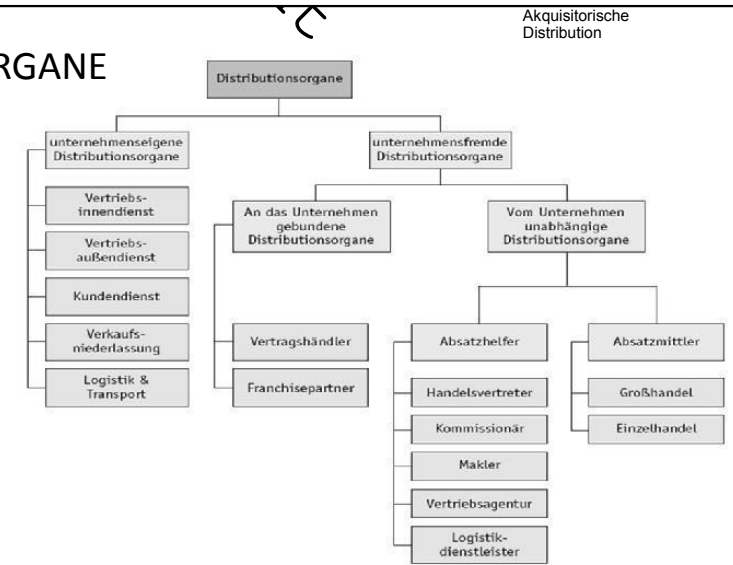 Akquisitorische
Distribution
RGANE
Distributionsorgane
unternehmenseigene
Distributionsorgane
Vertriebs-
innendienst
Vertriebs-
außendienst
Kundendienst
Verkaufs-
niederlassung
Logistik &
Transport
unternehmensfremde
Distributionsorgane
An das Unternehmen
gebundene
Distributionsorgane
Vertragshändler
Franchisepartner
Vom Unternehmen
unabhängige
Distributionsorgane
Absatzhelfer
Handelsvertreter
Kommissionär
Makler
Vertriebsagentur
Logistik-
dienstleister
Absatzmittler
Großhandel
Einzelhandel